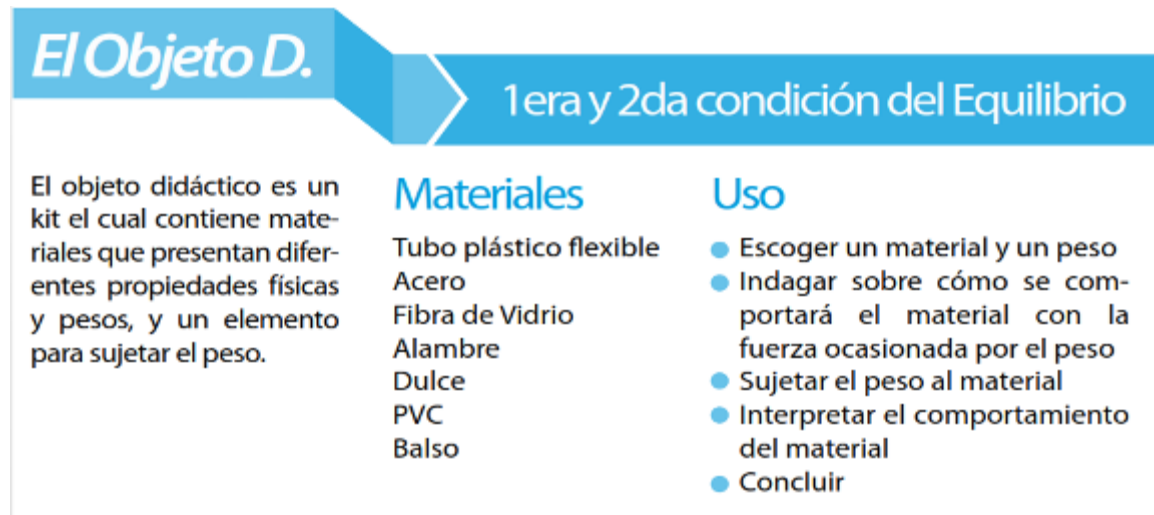 El Objeto D.
1era y 2da condición del Equilibrio
El objeto didáctico es un
kit el cual contiene mate-
riales que presentan difer-
entes propiedades físicas
y pesos, y un elemento
para sujetar el peso.
Materiales
Tubo plástico flexible
Acero
Fibra de Vidrio
Alambre
Dulce
PVC
Balso
Uso
Escoger un material y un peso
Indagar sobre cómo se com-
portará el material con la
fuerza ocasionada por el peso
Sujetar el peso al material
Interpretar el comportamiento
del material
Concluir